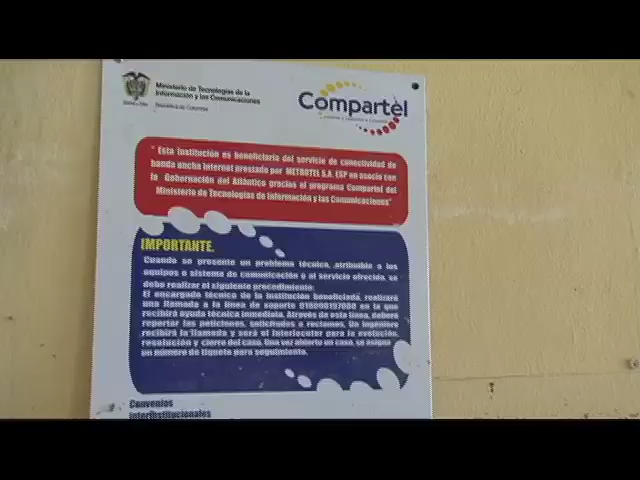 Ministerio de Tecnologías de la
Información y las Comunicaciones
República de Colombia
Compartel
" Esta institución es beneficiaria del servicio de conectividad de
banda ancha Internet prestado por METROTEL S.A. ESP en asocio con
la Gobernación del Atlántico gracias al programa Compartel del
Ministerio de Tecnologías de Información y las Comunicaciones"
IMPORTANTE.
Cuando se presente un problema técnico, atribuible a los
equipos o sistema de comunicación o al servicio ofrecido, se
debe realizar el siguiente procedimiento:
El encargado técnico de la institución beneficiada, realizará
una llamada a la línea de soporte en la que
recibirá ayuda técnica inmediata. Através de esta línea, deberá
reportar las peticiones, solicitudes o reclamos. Un ingeniero
recibirá la llamada y será el interlocutor para la evolución,
resolución y cierre del caso. Una vez abierto un caso, se asigna
un número de tiquete para seguimiento.
Convenios
interinstitucionales